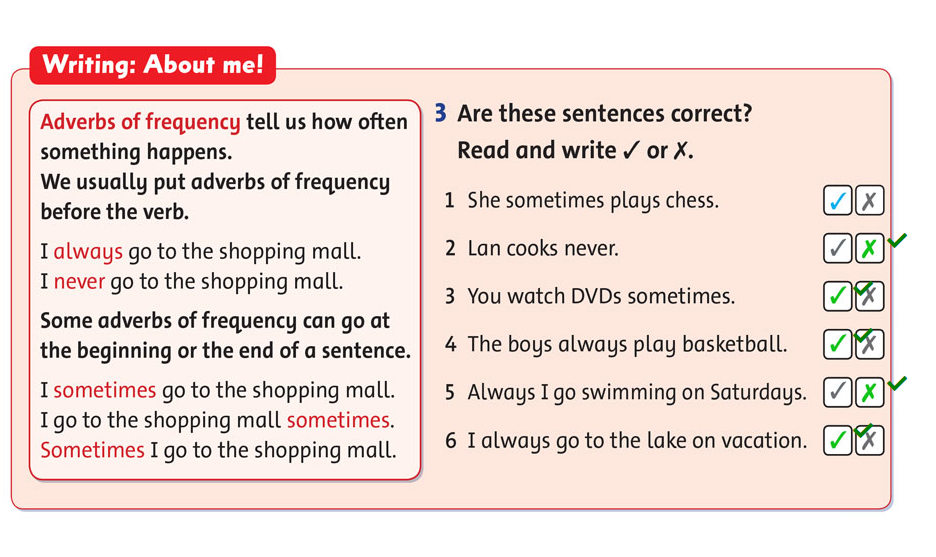 Writing: About me!
Adverbs of frequency tell us how often
something happens.
We usually put adverbs of frequency
before the verb.
I always go to the shopping mall.
I never go to the shopping mall.
Some adverbs of frequency can go at
the beginning or the end of a sentence.
I sometimes go to the shopping mall.
I go to the shopping mall sometimes.
Sometimes I go to the shopping mall.
3 Are these sentences correct?
Read and write ✓ or ✗.
1 She sometimes plays chess. ✓ ✗
2 Lan cooks never. ✓ ✗
3 You watch DVDs sometimes. ✓ ✗
4 The boys always play basketball. ✓ ✗
5 Always I go swimming on Saturdays. ✓ ✗
6 I always go to the lake on vacation. ✓ ✗